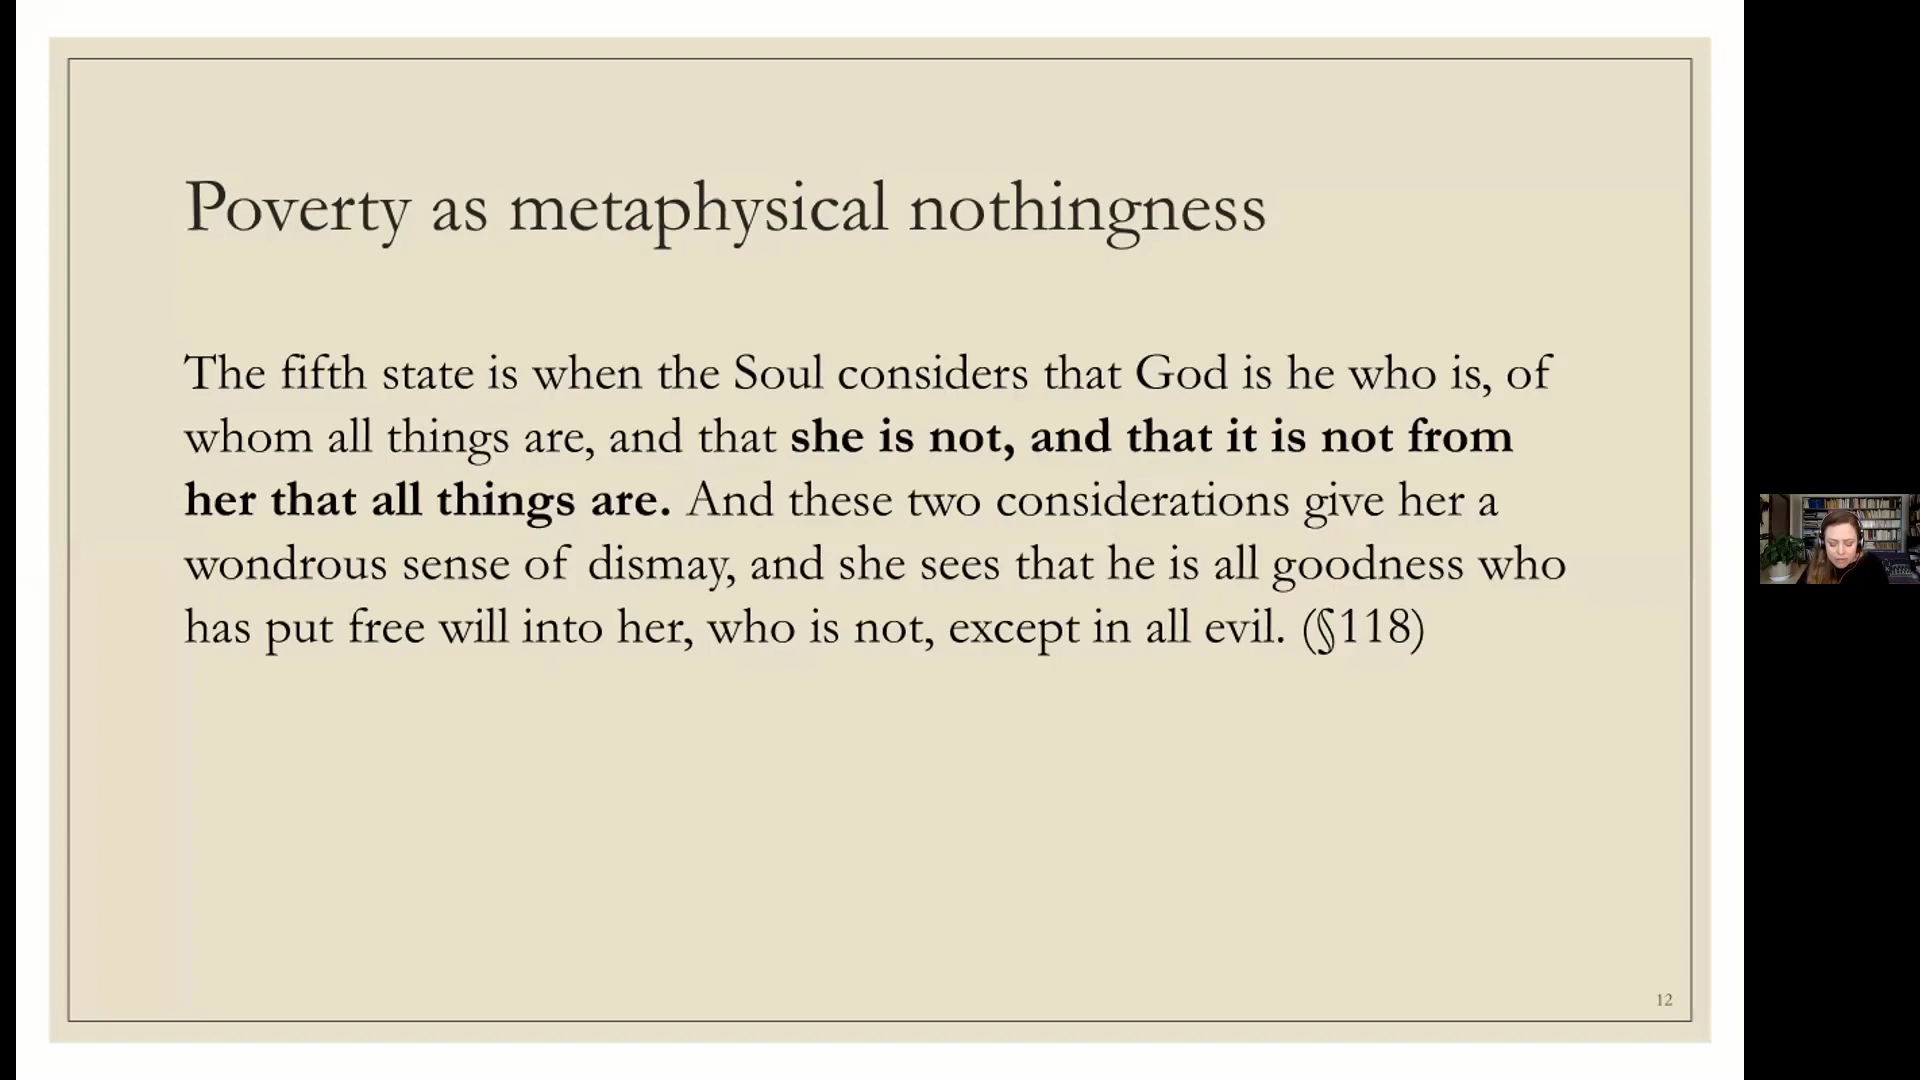 Poverty as metaphysical nothingness
The fifth state is when the Soul considers that God is he who is, of
whom all things are, and that she is not, and that it is not from
her that all things are. And these two considerations give her a
wondrous sense of dismay, and she sees that he is all goodness who
has put free will into her, who is not, except in all evil. (§118)
12